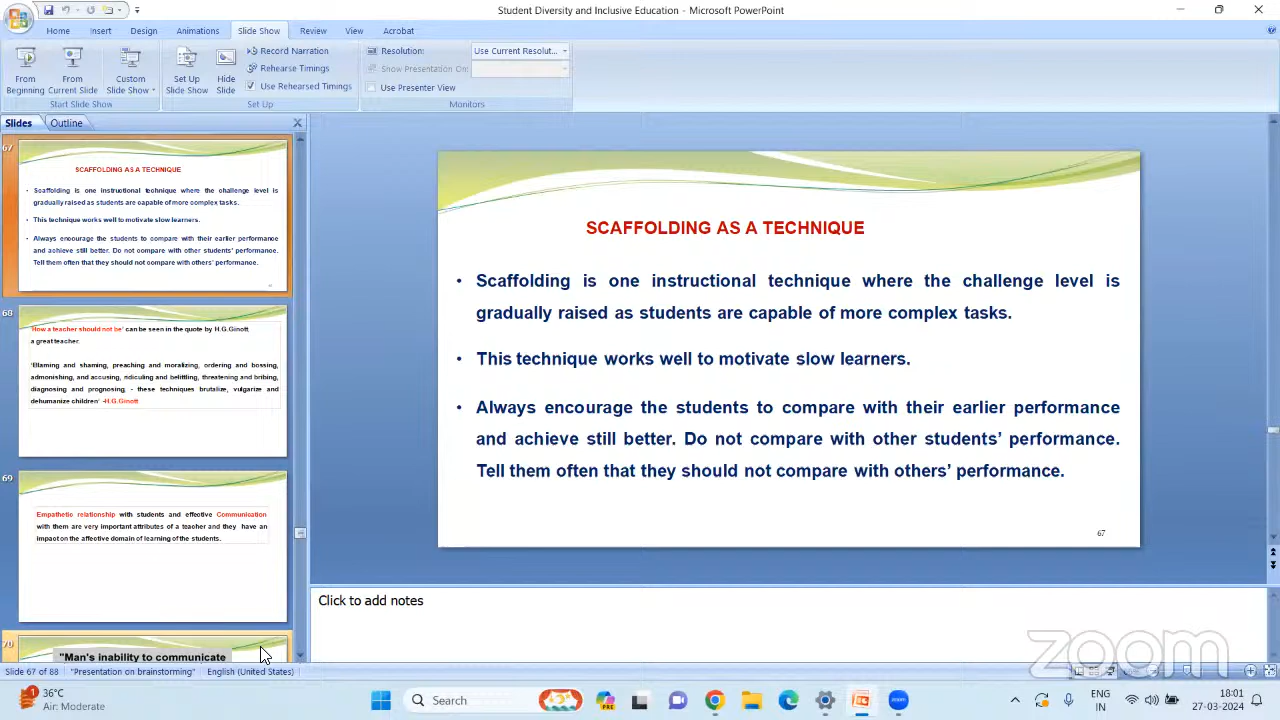 Student Diversity and Inclusive Education - Microsoft PowerPoint
Home Insert Design Animations Slide Show Review View Acrobat
From Beginning
From Current Slide
Custom Slide Show
Set Up Slide Show
Hide Slide
Record Narration
Rehearse Timings
Use Rehearsed Timings
Resolution: Use Current Resolut...
Show Presentation On:
Use Presenter View
Start Slide Show Set Up Monitors
Slides Outline
67
SCAFFOLDING AS A TECHNIQUE
• Scaffolding is one instructional technique where the challenge level is
gradually raised as students are capable of more complex tasks.
• This technique works well to motivate slow learners.
• Always encourage the students to compare with their earlier performance
and achieve still better. Do not compare with other students' performance.
Tell them often that they should not compare with others' performance.
68
'How a teacher should not be' can be seen in the quote by H.G.Ginott,
a great teacher.
'Blaming and shaming, preaching and moralizing, ordering and bossing,
admonishing, and accusing, ridiculing and belittling, threatening and bribing,
diagnosing and prognosing, - these techniques brutalize, vulgarize and
dehumanize children' -H.G.Ginott
69
Empathetic relationship with students and effective Communication
with them are very important attributes of a teacher and they have an
impact on the affective domain of learning of the students.
70
"Man's inability to communicate
SCAFFOLDING AS A TECHNIQUE
• Scaffolding is one instructional technique where the challenge level is
gradually raised as students are capable of more complex tasks.
• This technique works well to motivate slow learners.
• Always encourage the students to compare with their earlier performance
and achieve still better. Do not compare with other students' performance.
Tell them often that they should not compare with others' performance.
67
Click to add notes
zoom
Slide 67 of 88 "Presentation on brainstorming" English (United States)
1
36°C
Air: Moderate
Search
PRE
zoom
ENG
IN
18:01
27-03-2024